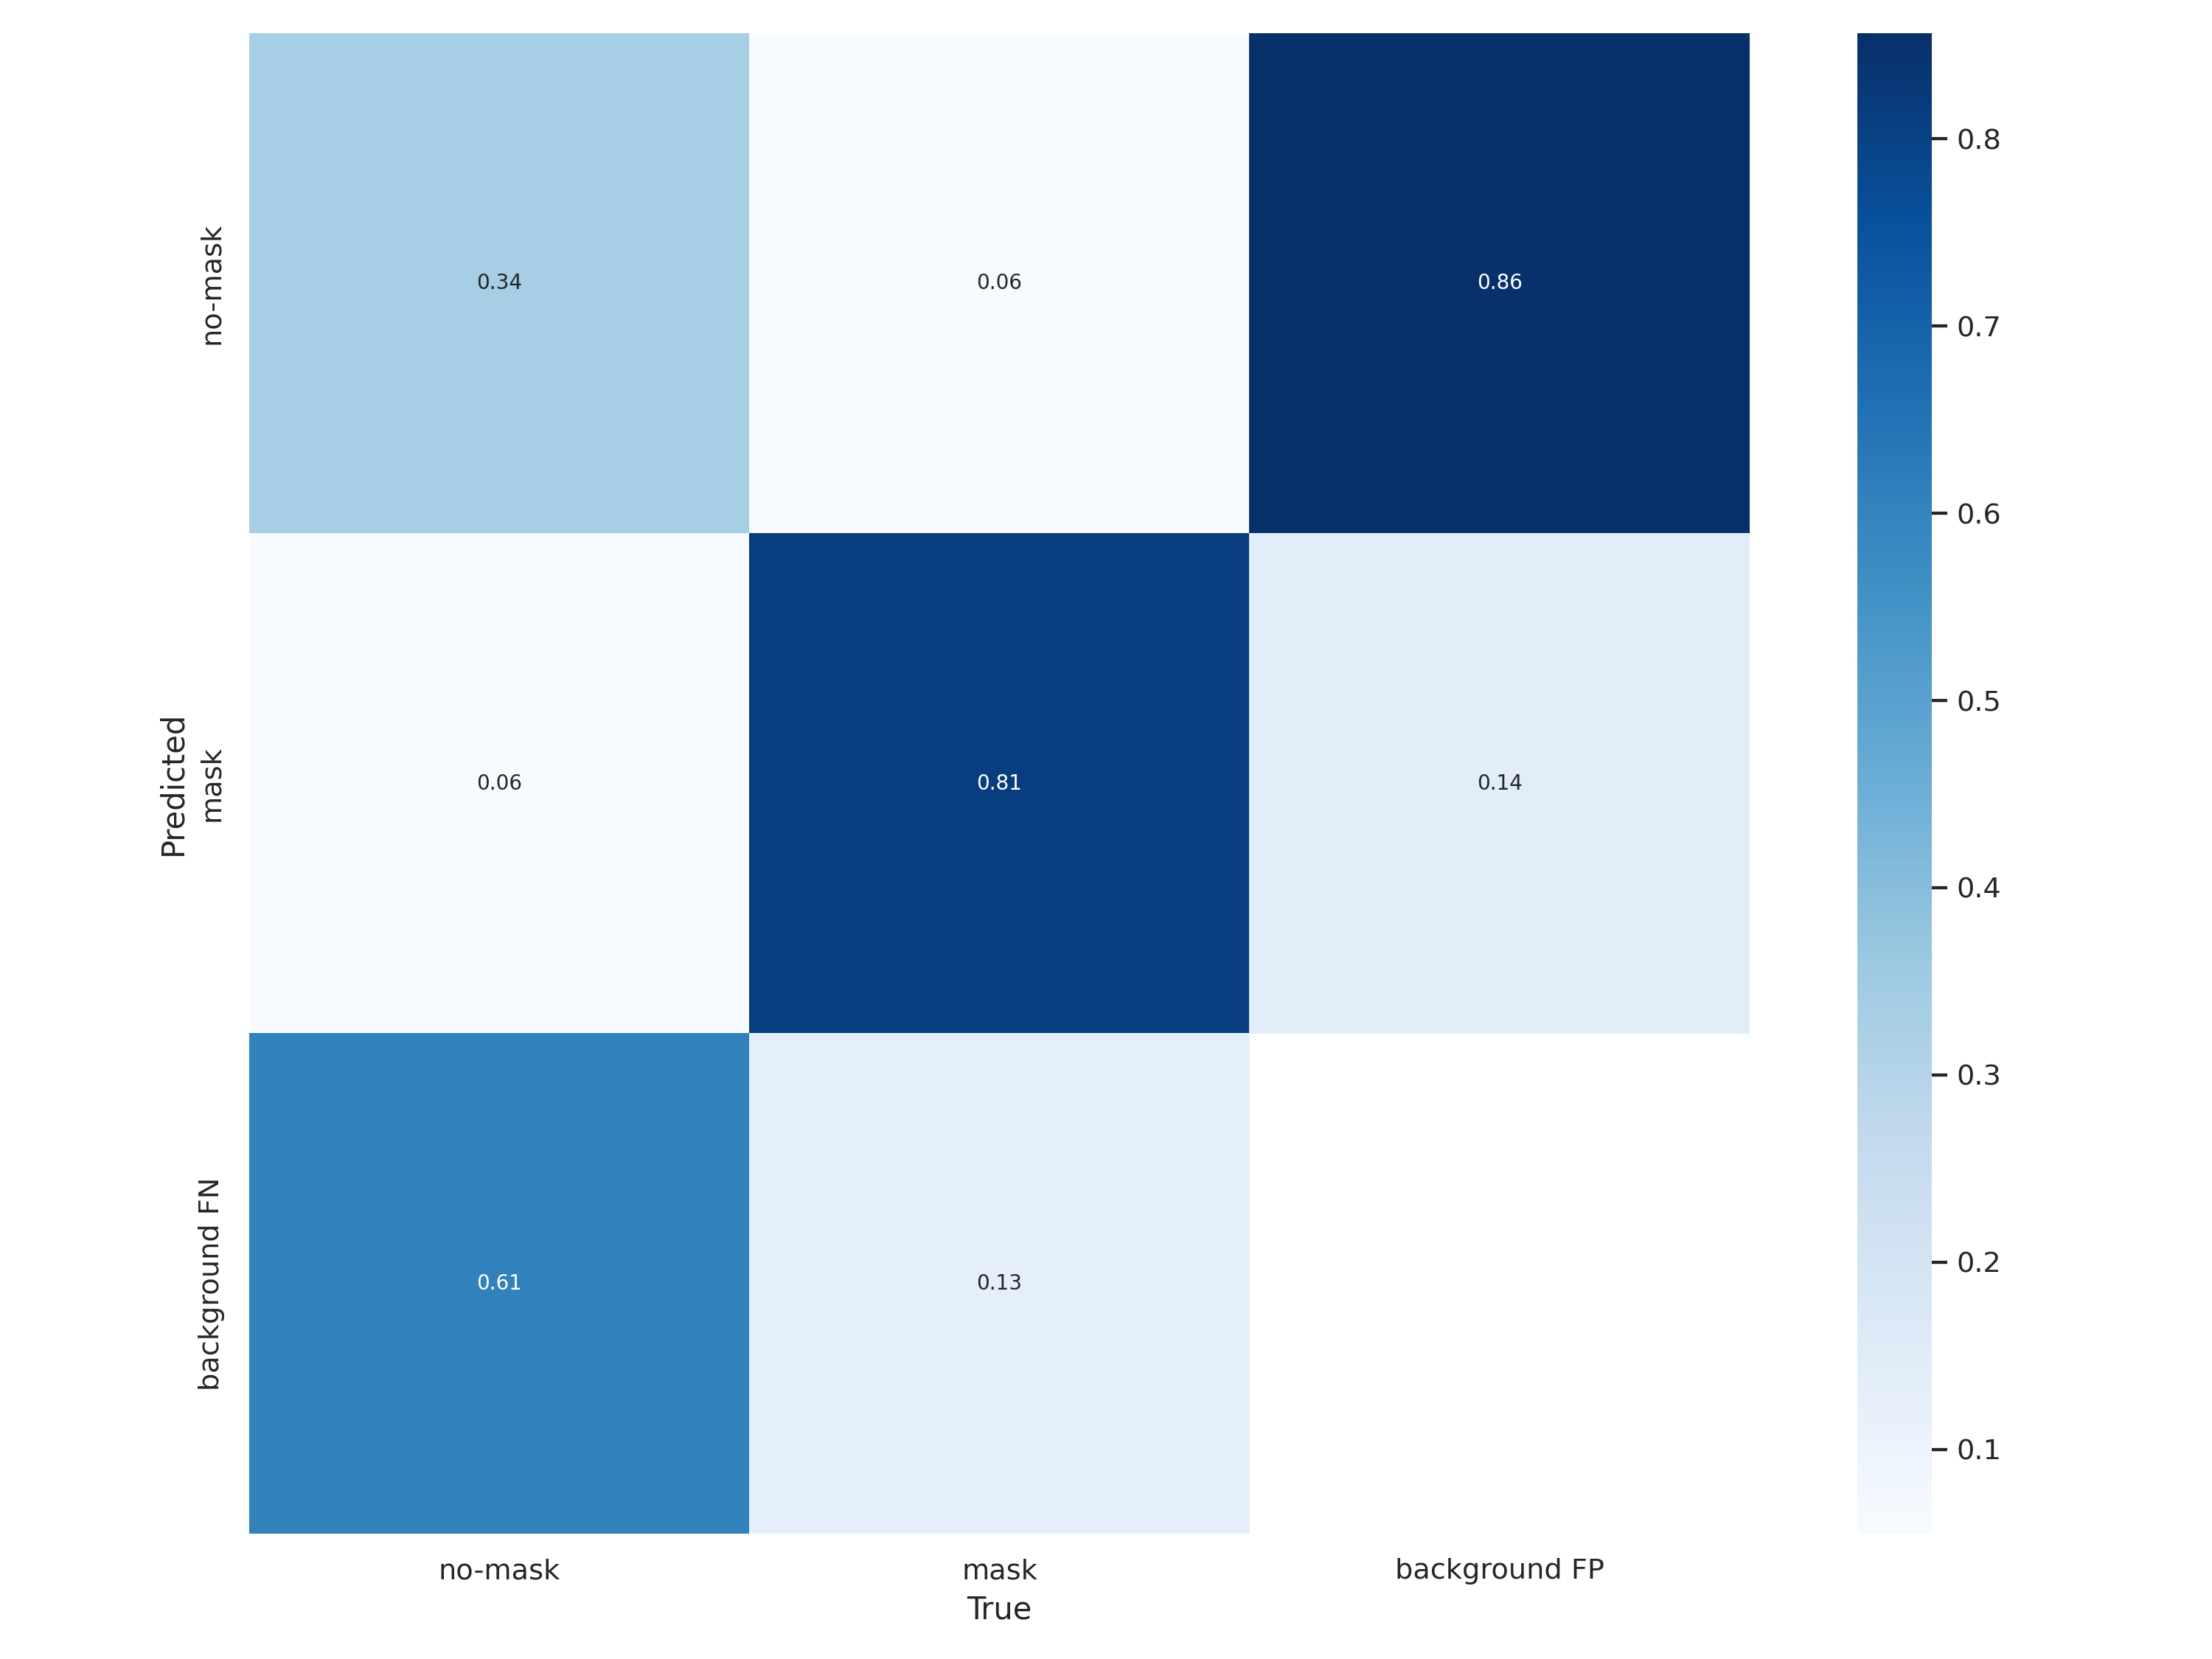 no-mask
0.34 0.06 0.86
Predicted
mask
0.06 0.81 0.14
background FN
0.61 0.13
no-mask mask background FP
True
0.8
0.7
0.6
0.5
0.4
0.3
0.2
0.1